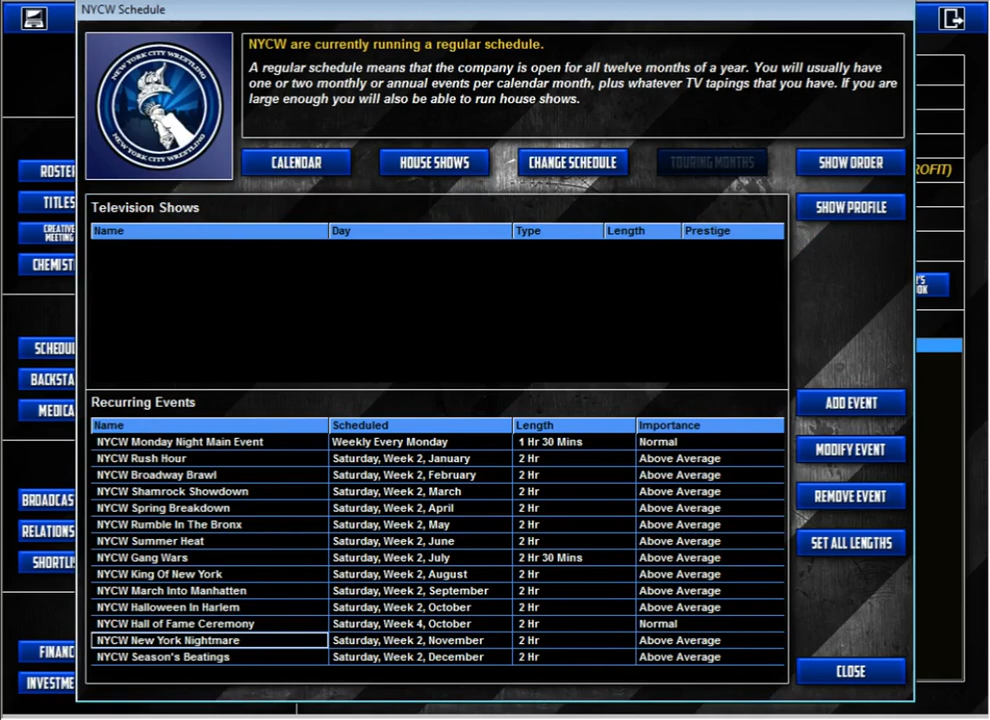 NYCW Schedule
NEW YORK CITY WRESTLING
NEW YORK CITY WRESTLING
NYCW are currently running a regular schedule.
A regular schedule means that the company is open for all twelve months of a year. You will usually have
one or two monthly or annual events per calendar month, plus whatever TV tapings that you have. If you are
large enough you will also be able to run house shows.
CALENDAR HOUSE SHOWS CHANGE SCHEDULE TOURING MONTHS SHOW ORDER
SHOW PROFILE
ROSTE
TITLES
CREATIVE
MEETING
CHEMIST
SCHEDU
BACKSTA
MEDICA
BROADCAS
RELATIONS
SHORTLI
FINANC
INVESTME
ROFIT)
Television Shows
Name Day Type Length Prestige
Recurring Events
Name Scheduled Length Importance
NYCW Monday Night Main Event Weekly Every Monday 1 Hr 30 Mins Normal
NYCW Rush Hour Saturday, Week 2, January 2 Hr Above Average
NYCW Broadway Brawl Saturday, Week 2, February 2 Hr Above Average
NYCW Shamrock Showdown Saturday, Week 2, March 2 Hr Above Average
NYCW Spring Breakdown Saturday, Week 2, April 2 Hr Above Average
NYCW Rumble In The Bronx Saturday, Week 2, May 2 Hr Above Average
NYCW Summer Heat Saturday, Week 2, June 2 Hr Above Average
NYCW Gang Wars Saturday, Week 2, July 2 Hr 30 Mins Above Average
NYCW King Of New York Saturday, Week 2, August 2 Hr Above Average
NYCW March Into Manhatten Saturday, Week 2, September 2 Hr Above Average
NYCW Halloween In Harlem Saturday, Week 2, October 2 Hr Above Average
NYCW Hall of Fame Ceremony Saturday, Week 4, October 2 Hr Normal
NYCW New York Nightmare Saturday, Week 2, November 2 Hr Above Average
NYCW Season's Beatings Saturday, Week 2, December 2 Hr Above Average
ADD EVENT
MODIFY EVENT
REMOVE EVENT
SET ALL LENGTHS
CLOSE